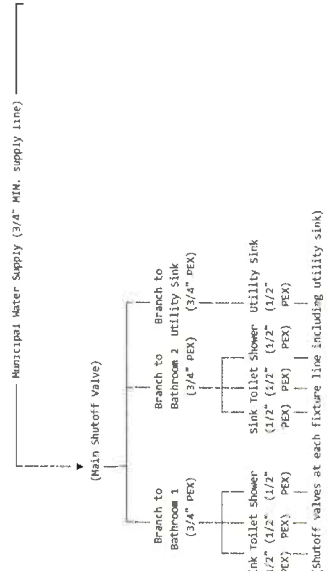 Municipal Water Supply (3/4" MIN. supply line)
(Main Shutoff Valve)
Branch to Branch to Branch to
Bathroom 1 Bathroom 2 Utility Sink
(3/4" PEX) (3/4" PEX) (3/4" PEX)
Toilet Shower Sink Toilet Shower Utility Sink
(1/2" (1/2" (1/2" (1/2" (1/2" (1/2"
PEX) PEX) PEX) PEX) PEX) PEX) PEX)
(Shutoff valves at each fixture line including utility sink)